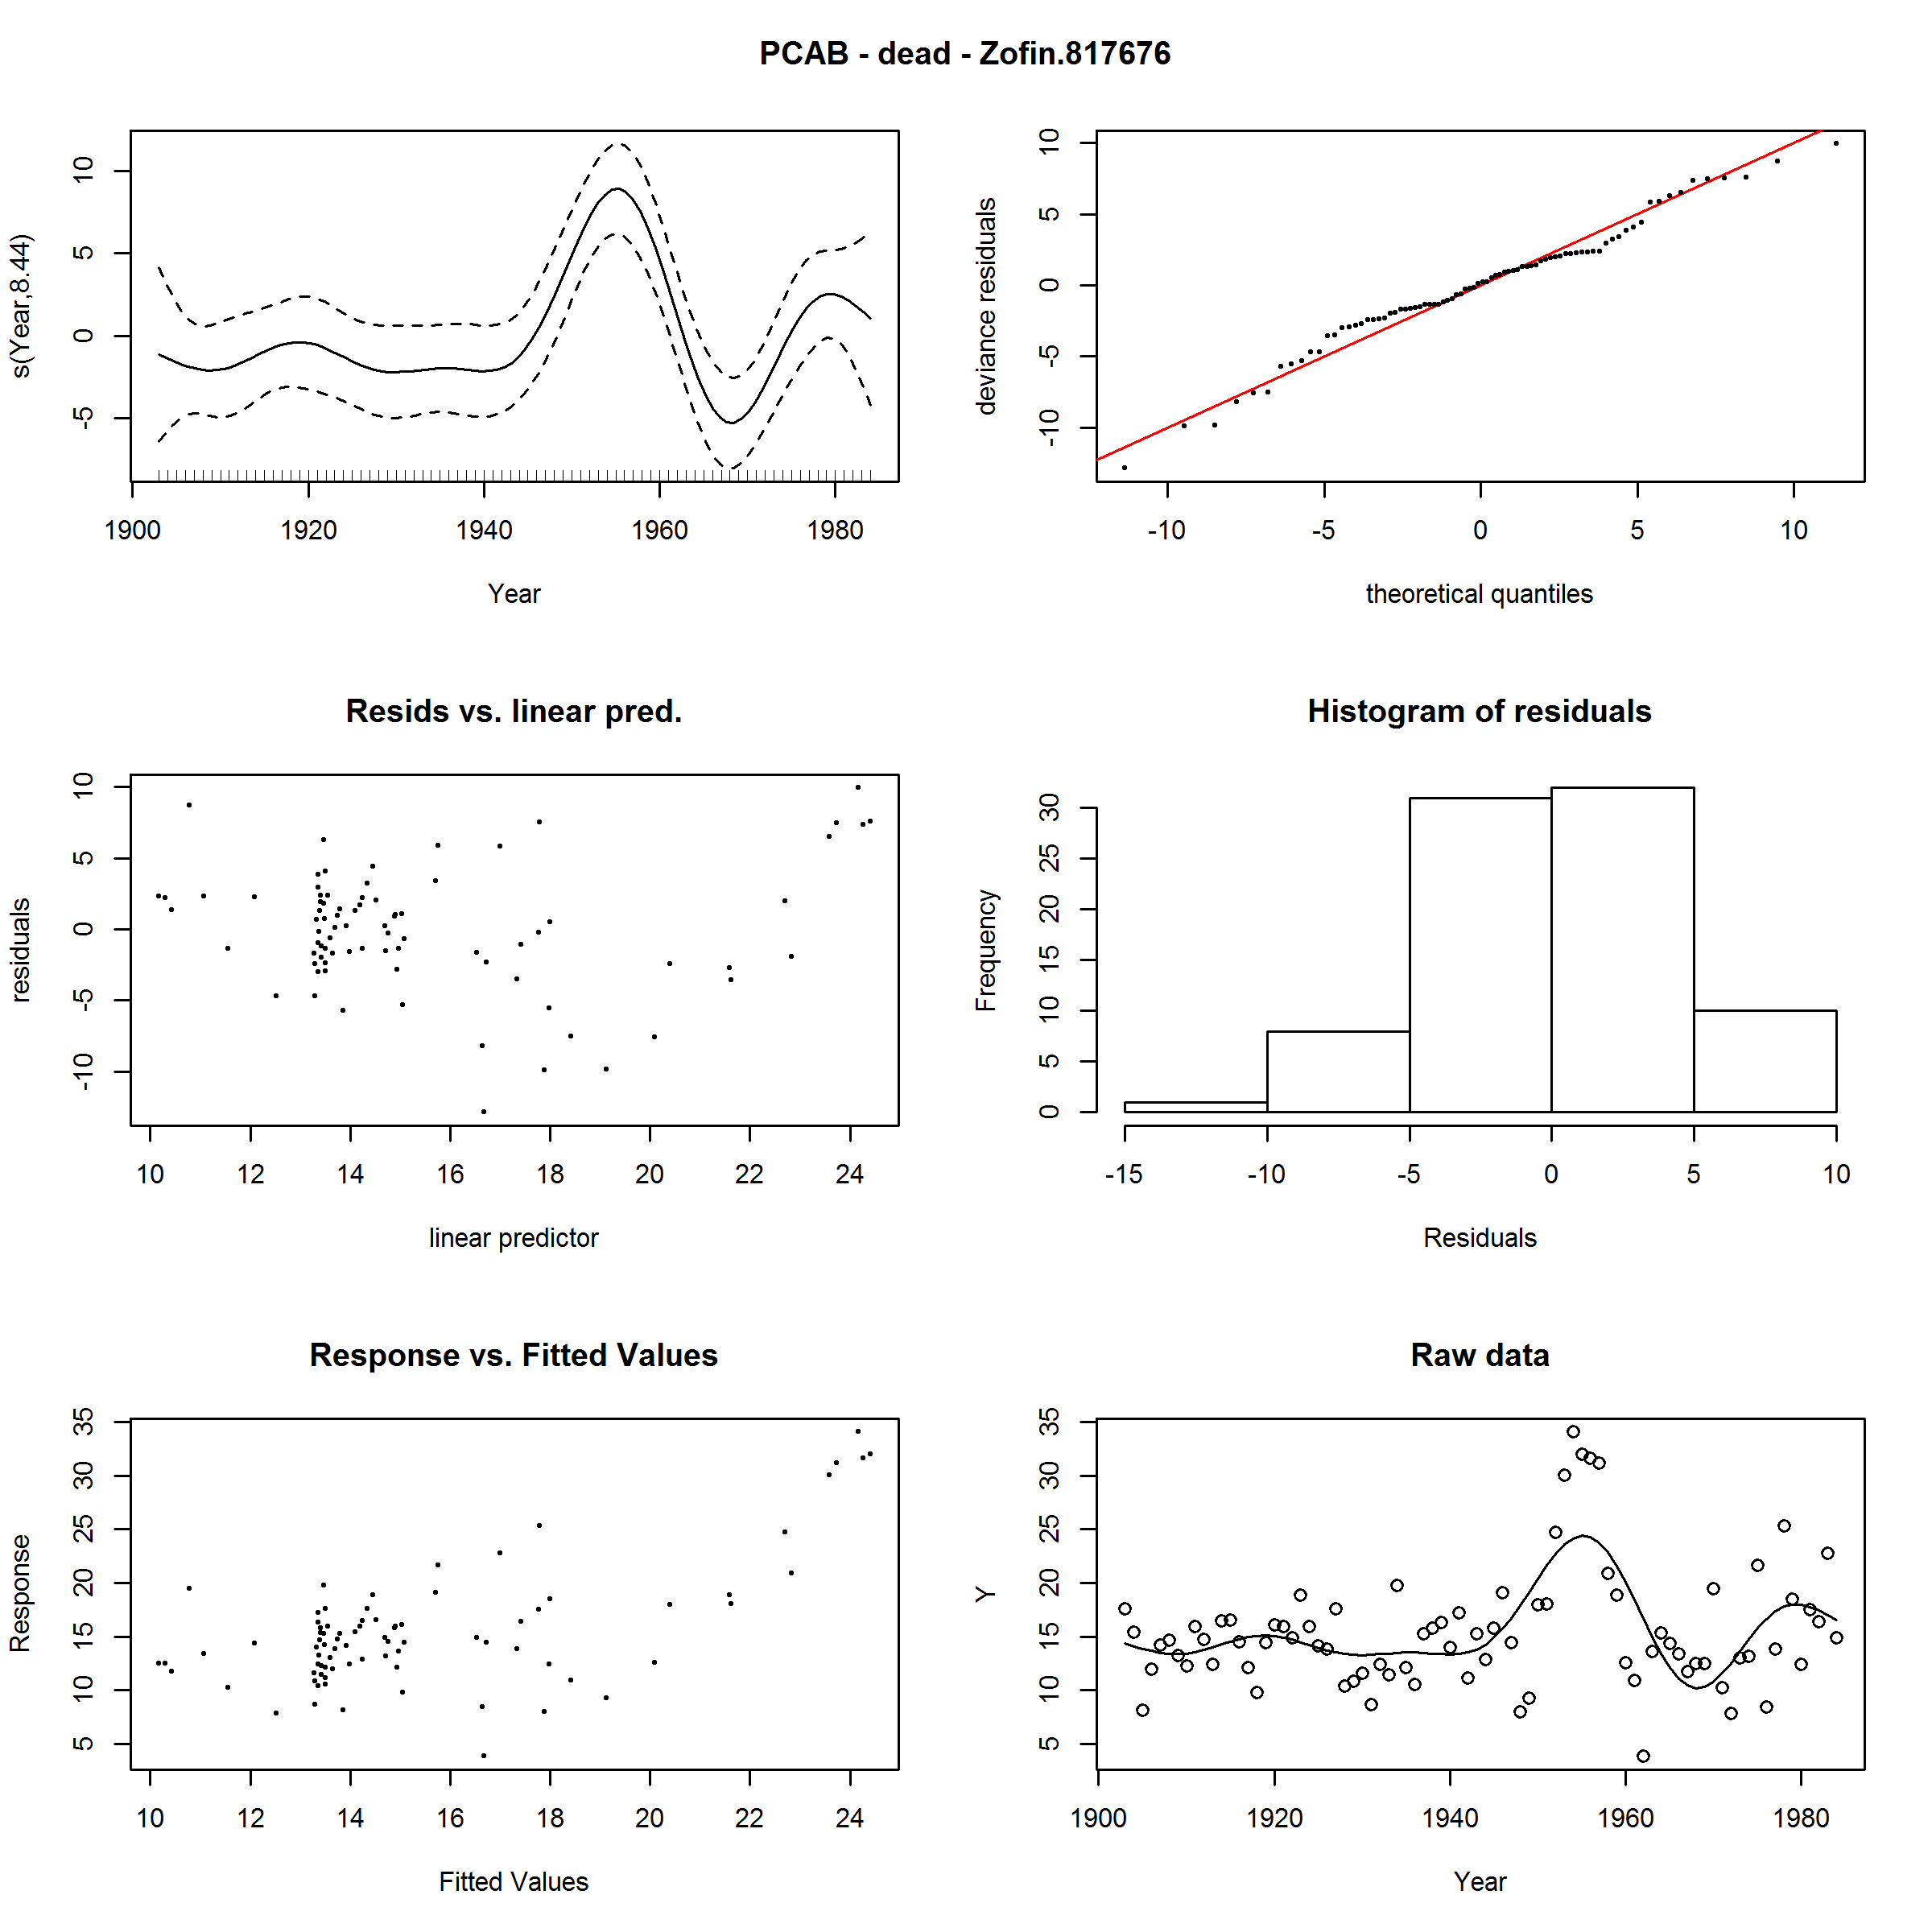 PCAB - dead - Zofin.817676
s(Year,8.44)
10
5
0
-5
1900 1920 1940 1960 1980
Year
deviance residuals
10
5
0
-5
-10
-10 -5 0 5 10
theoretical quantiles
Resids vs. linear pred.
residuals
10
5
0
-5
-10
10 12 14 16 18 20 22 24
linear predictor
Histogram of residuals
Frequency
30
25
20
15
10
5
0
-15 -10 -5 0 5 10
Residuals
Response vs. Fitted Values
Response
35
30
25
20
15
10
5
10 12 14 16 18 20 22 24
Fitted Values
Raw data
Y
35
30
25
20
15
10
5
1900 1920 1940 1960 1980
Year